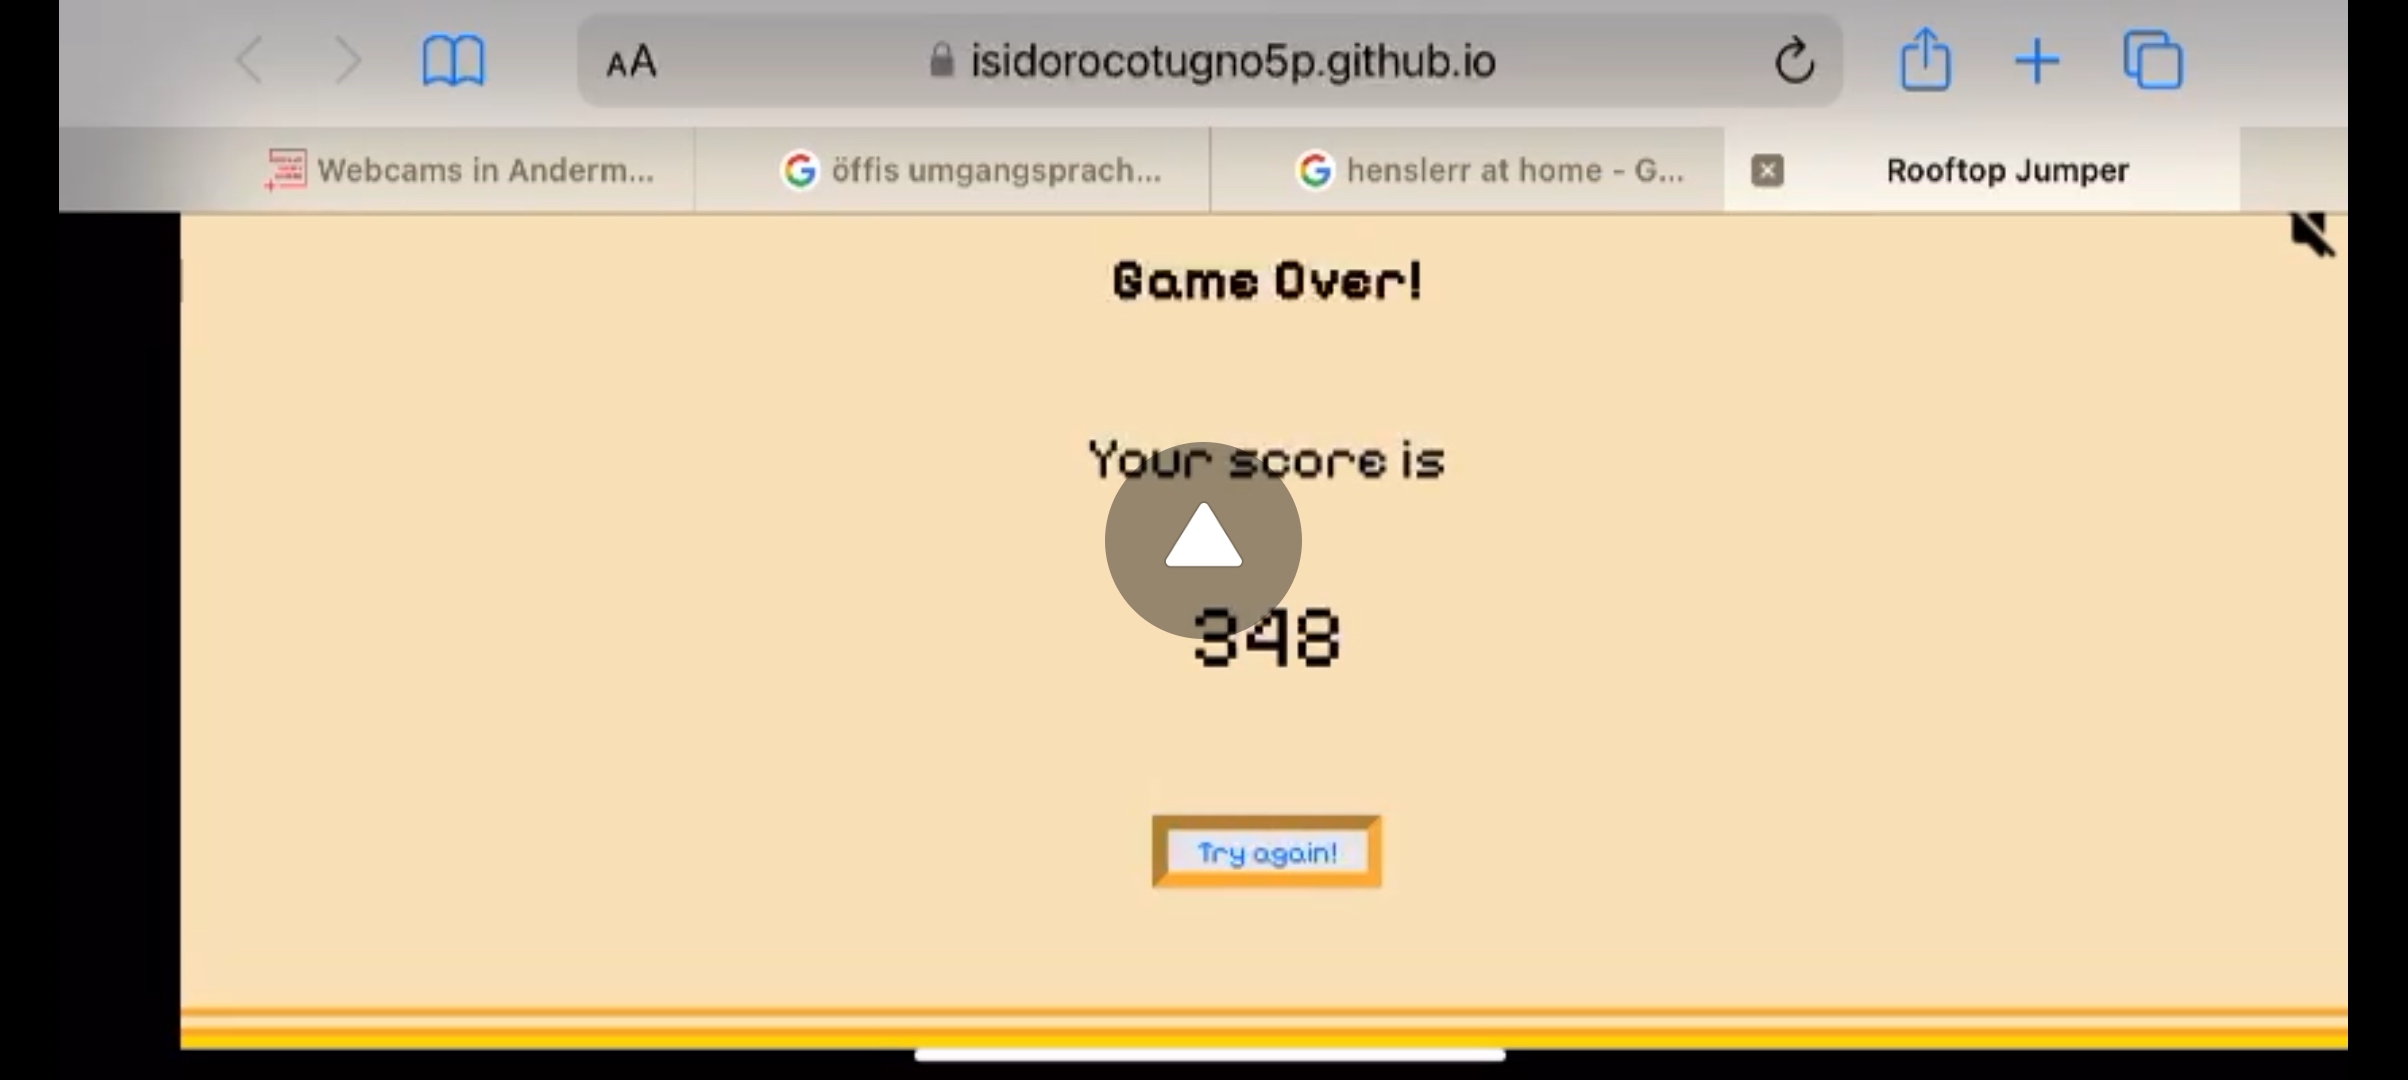 AA isidorocotugno5p.github.io
Webcams in Anderm... öffis umgangsprach... henslerr at home - G... Rooftop Jumper
Game Over!
Your score is
348
Try again!